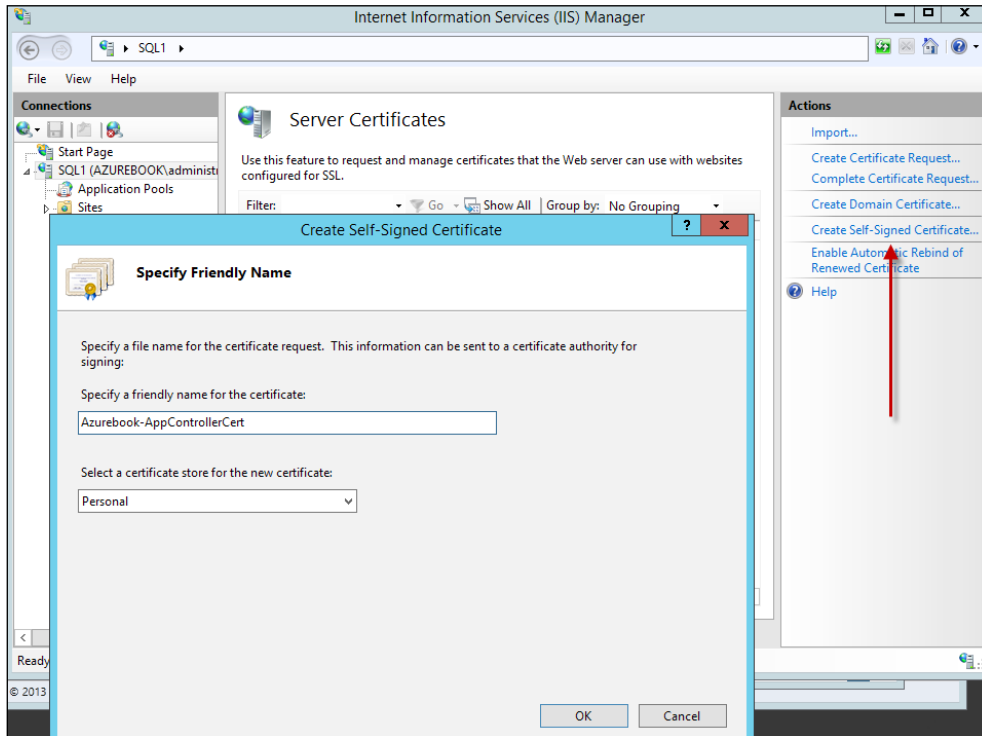 Internet Information Services (IIS) Manager
SQL1
File View Help
Connections
Start Page
SQL1 (AZUREBOOK\administ
Application Pools
Sites
Server Certificates
Use this feature to request and manage certificates that the Web server can use with websites
configured for SSL.
Filter: Go Show All Group by: No Grouping
Actions
Import...
Create Certificate Request...
Complete Certificate Request...
Create Domain Certificate...
Create Self-Signed Certificate...
Enable Automatic Rebind of
Renewed Certificate
Help
Create Self-Signed Certificate
? x
Specify Friendly Name
Specify a file name for the certificate request. This information can be sent to a certificate authority for
signing:
Specify a friendly name for the certificate:
Azurebook-AppControllerCert
Select a certificate store for the new certificate:
Personal
OK Cancel
Ready
© 2013